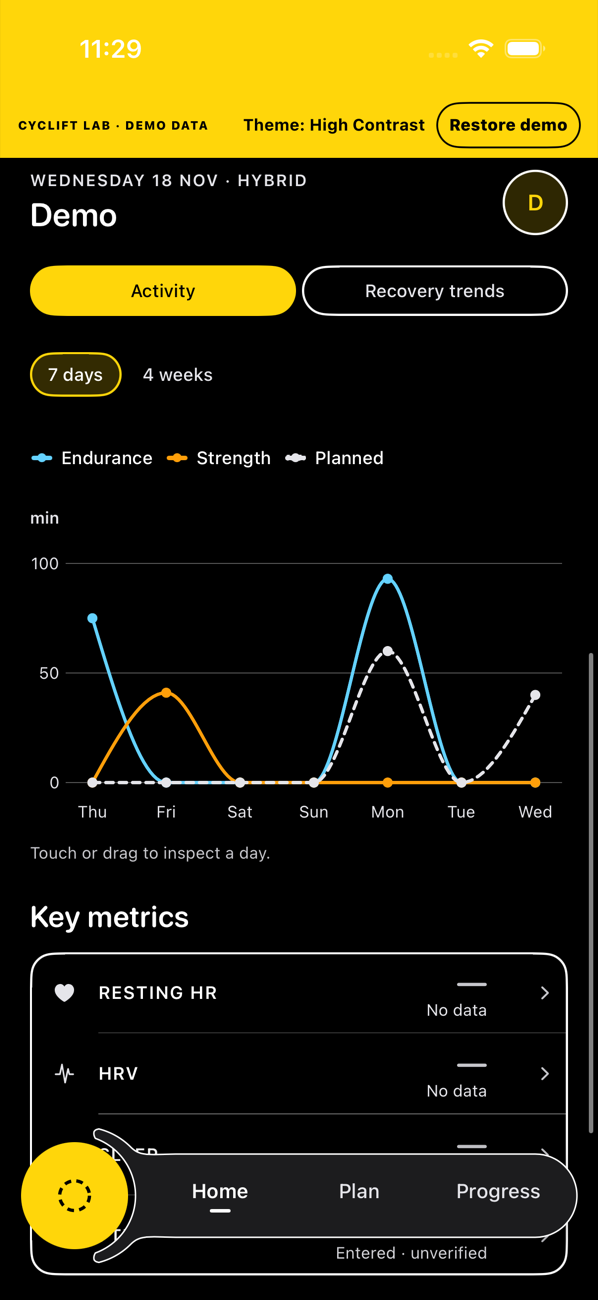 11:29
CYCLIFT LAB · DEMO DATA
Theme: High Contrast
Restore demo
WEDNESDAY 18 NOV · HYBRID
Demo
D
Activity
Recovery trends
7 days
4 weeks
Endurance
Strength
Planned
min
100
50
0
Thu Fri Sat Sun Mon Tue Wed
Touch or drag to inspect a day.
Key metrics
RESTING HR
No data
HRV
No data
Home
Plan
Progress
Entered · unverified